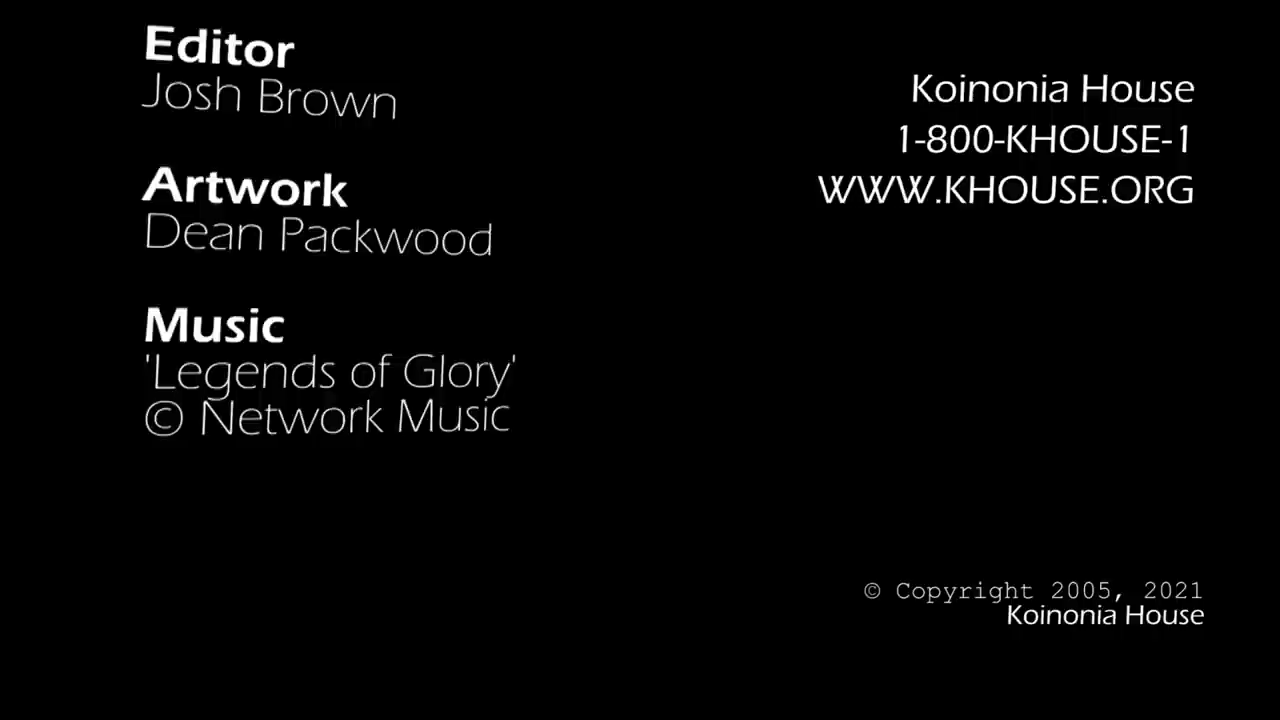 Editor
Josh Brown
Artwork
Dean Packwood
Music
'Legends of Glory'
© Network Music
Koinonia House
1-800-KHOUSE-1
WWW.KHOUSE.ORG
© Copyright 2005, 2021
Koinonia House